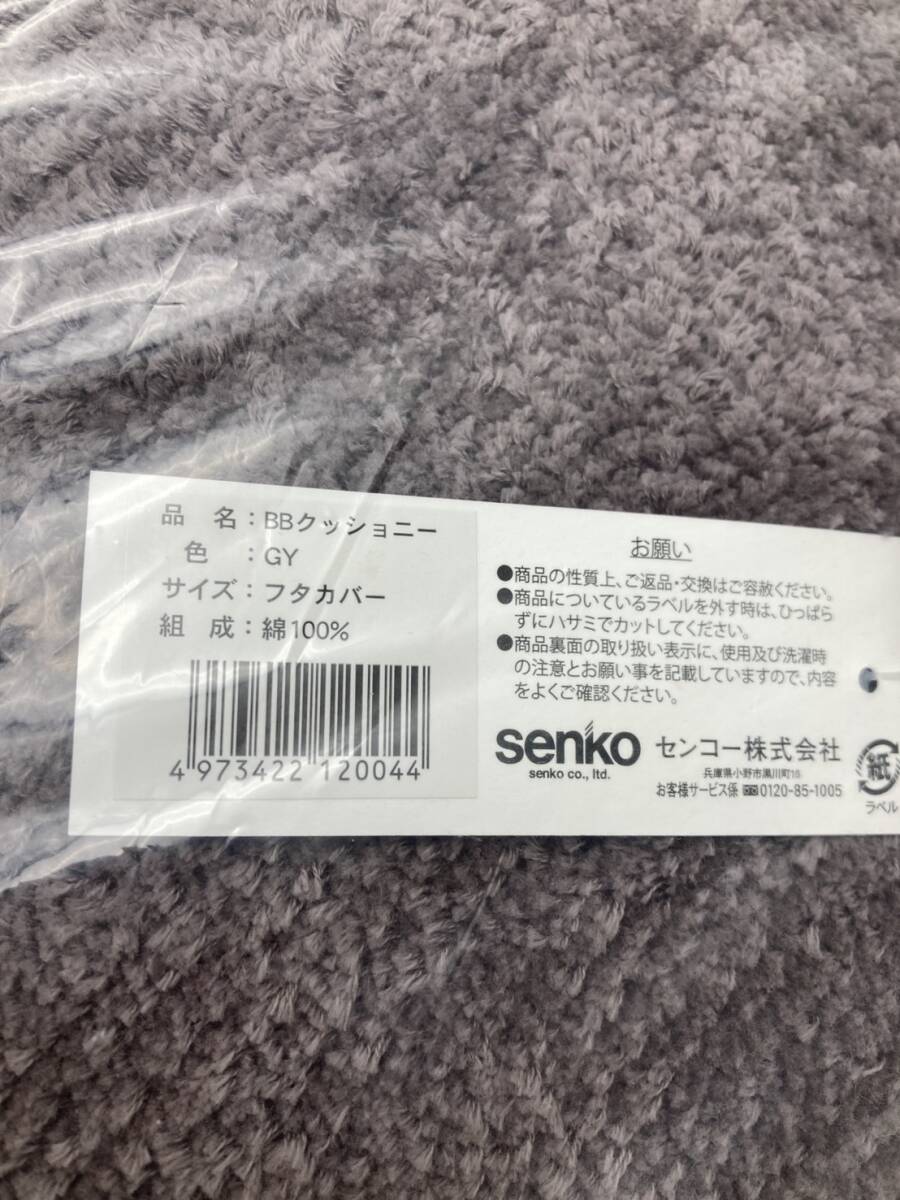 品 名：BBクッショニー
色：GY
サイズ：フタカバー
組 成：綿100%
4 973422 120044
お願い
●商品の性質上、ご返品・交換はご容赦ください。
●商品についているラベルを外す時は、ひっぱら
ずにハサミでカットしてください。
●商品裏面の取り扱い表示に、使用及び洗濯時
の注意とお願い事を記載していますので、内容
をよくご確認ください。
senko
senko co., ltd.
センコー株式会社
兵庫県小野市黒川町16
お客様サービス係 0120-85-1005
紙
ラベル